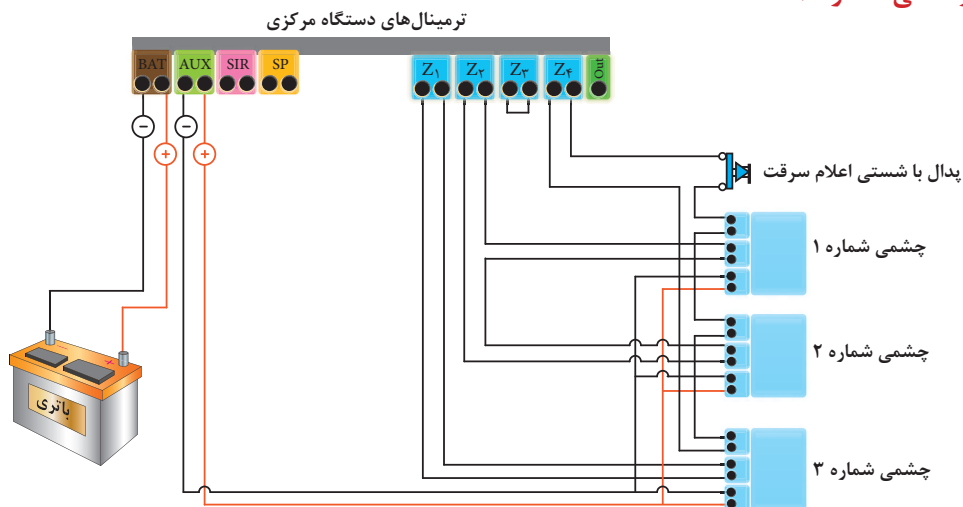 ترمینال‌های دستگاه مرکزی
BAT AUX SIR SP Z۱ Z۲ Z۳ Z۴ Out
− + − +
پدال با شستی اعلام سرقت
چشمی شماره ۱
چشمی شماره ۲
چشمی شماره ۳
− +
باتری